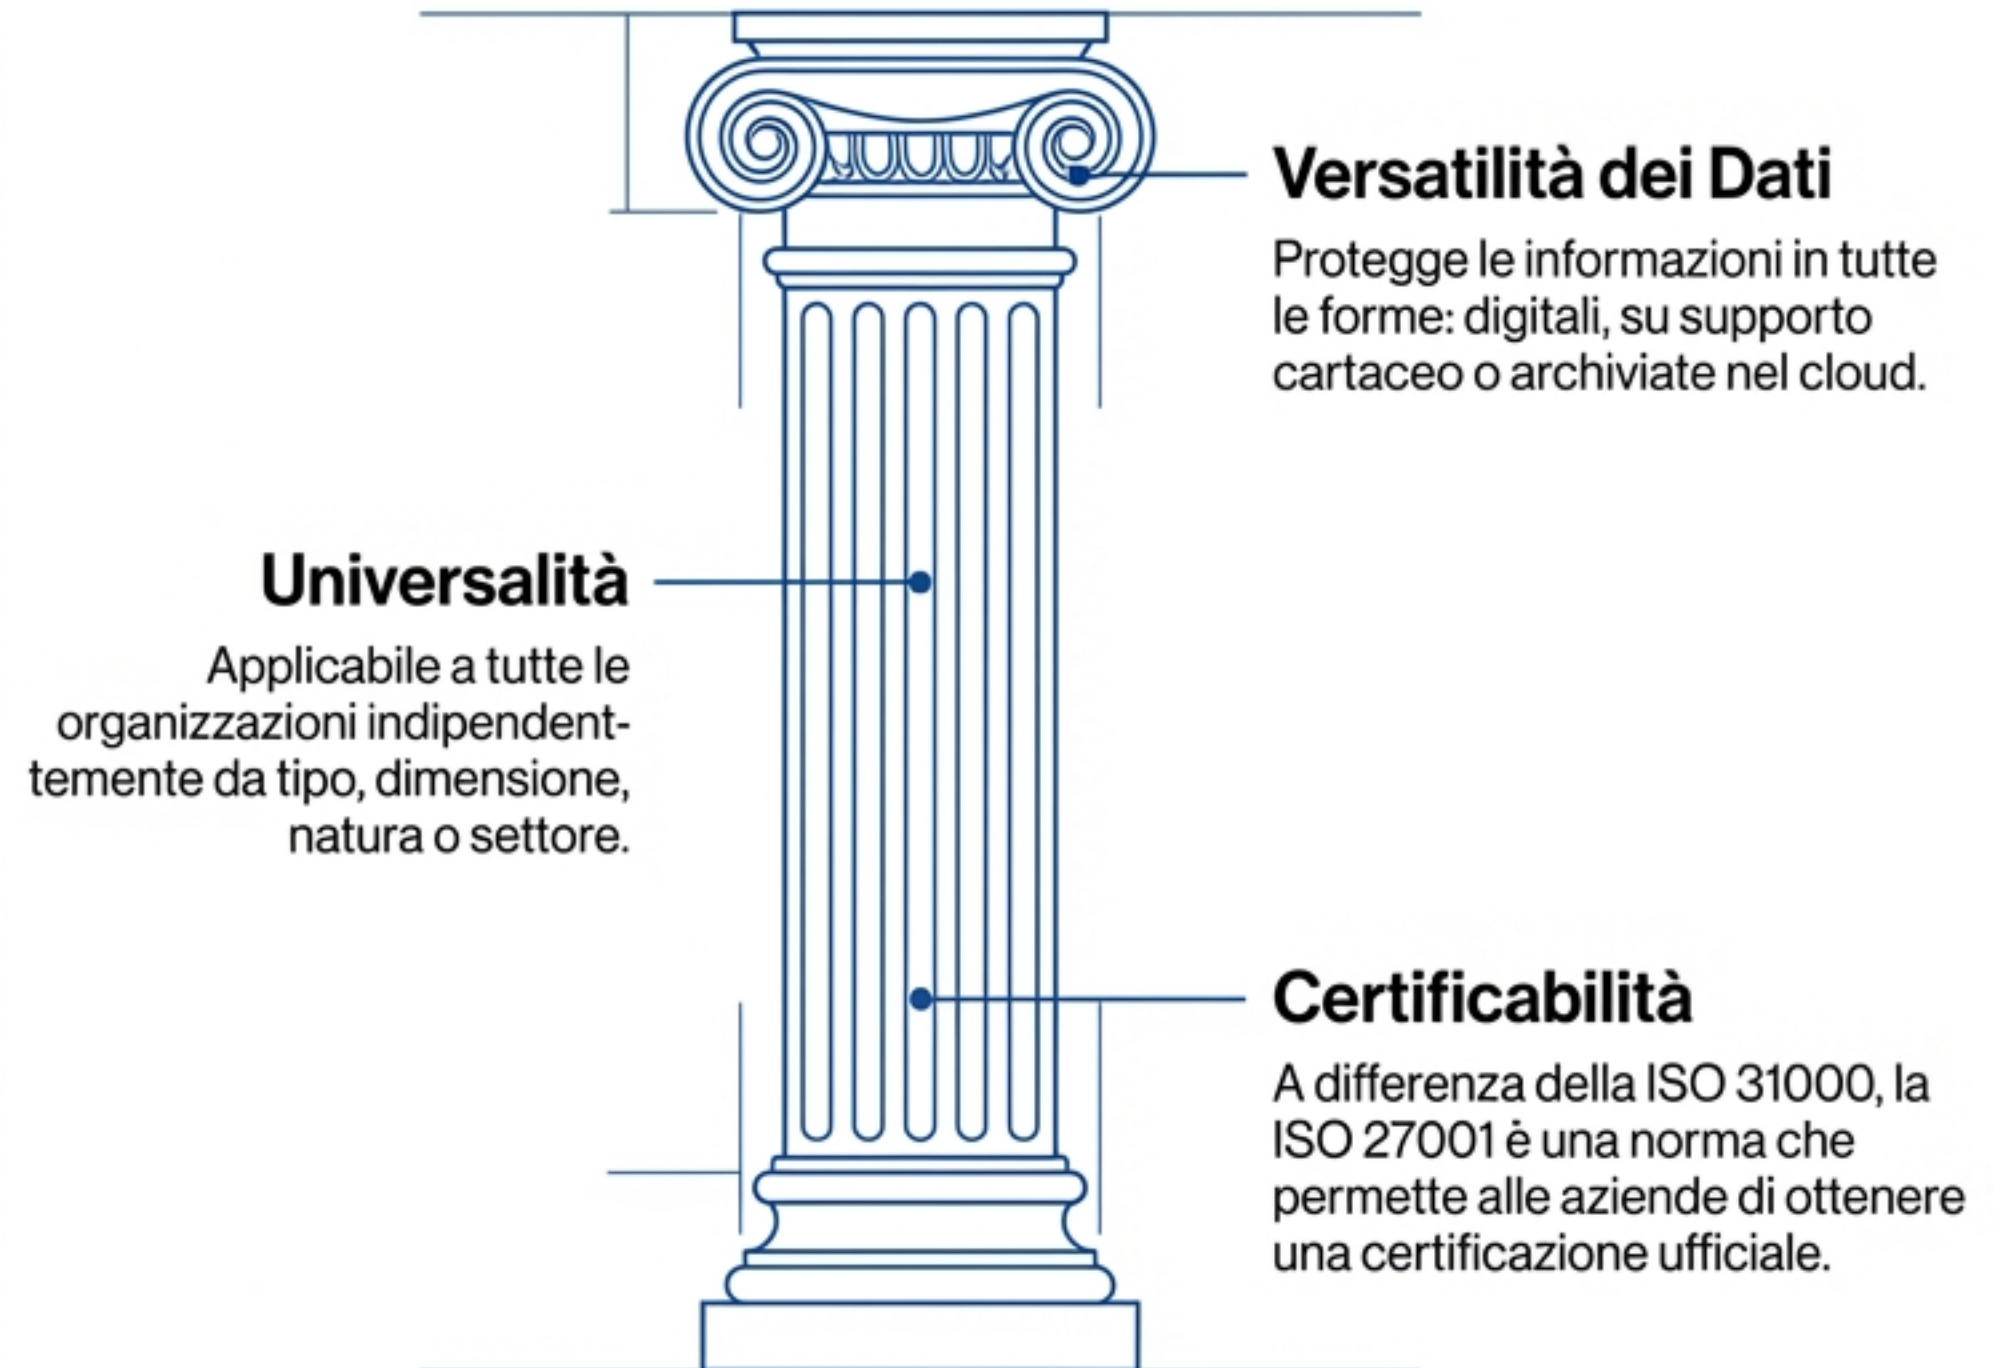 Versatilità dei Dati
Protegge le informazioni in tutte
le forme: digitali, su supporto
cartaceo o archiviate nel cloud.
Universalità
Applicabile a tutte le
organizzazioni indipendent-
temente da tipo, dimensione,
natura o settore.
Certificabilità
A differenza della ISO 31000, la
ISO 27001 è una norma che
permette alle aziende di ottenere
una certificazione ufficiale.